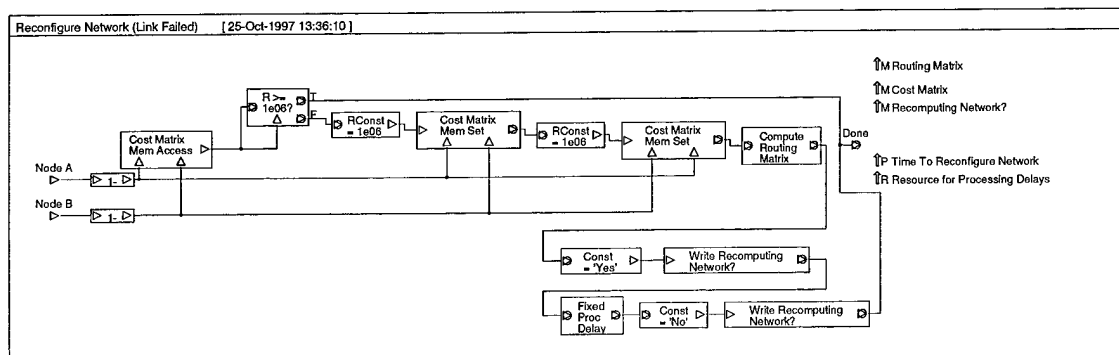 Reconfigure Network (Link Failed) [ 25-Oct-1997 13:36:10 ]
⇑M Routing Matrix
⇑M Cost Matrix
⇑M Recomputing Network?
R >=
1e06?
T
F
RConst
= 1e06
Cost Matrix
Mem Set
RConst
= 1e06
Cost Matrix
Mem Set
Compute
Routing
Matrix
Done
Cost Matrix
Mem Access
⇑P Time To Reconfigure Network
⇑R Resource for Processing Delays
Node A
1-
Node B
1-
Const
= 'Yes'
Write Recomputing
Network?
Fixed
Proc
Delay
Const
= 'No'
Write Recomputing
Network?